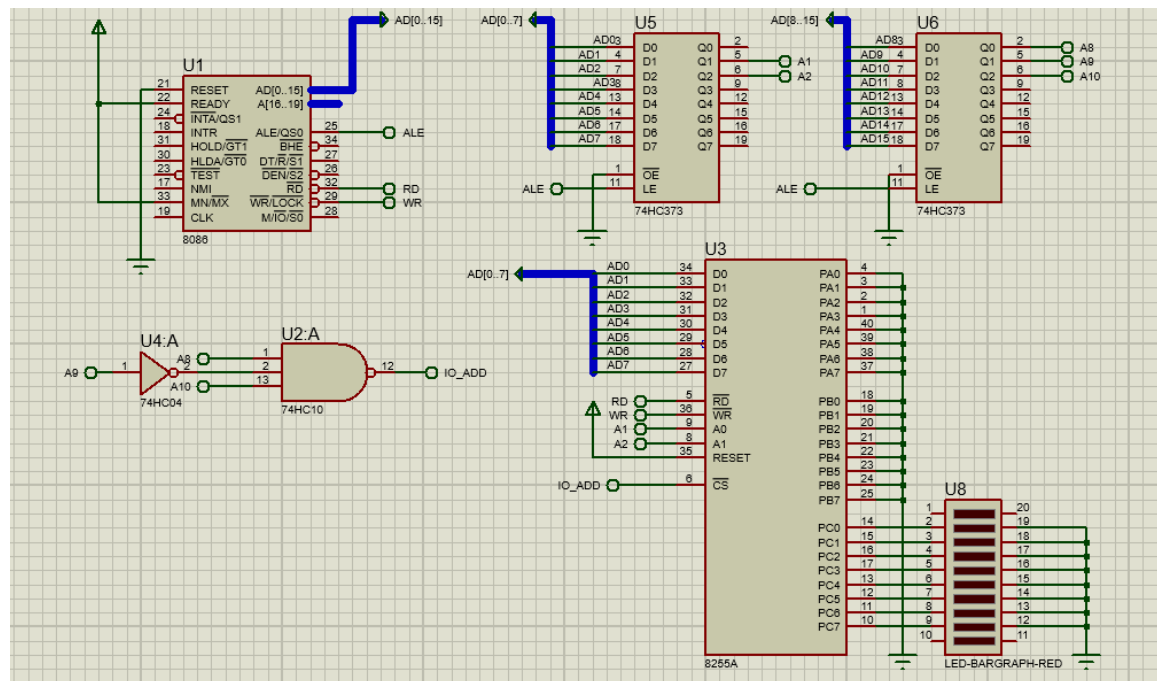 AD[0..15]
AD[0..7]
U5
AD[8..15]
U6
U1
21 RESET AD[0..15]
22 READY A[16..19]
24 INTA/QS1
18 INTR ALE/QS0 25 ALE
31 HOLD/GT1 BHE 34
30 HLDA/GT0 DT/R/S1 27
23 TEST DEN/S2 26
17 NMI RD 32 RD
33 MN/MX WR/LOCK 29 WR
19 CLK M/IO/S0 28
8086
AD0 3 D0 Q0 2
AD1 4 D1 Q1 5 A1
AD2 7 D2 Q2 6 A2
AD3 8 D3 Q3 9
AD4 13 D4 Q4 12
AD5 14 D5 Q5 15
AD6 17 D6 Q6 16
AD7 18 D7 Q7 19
1 OE
ALE 11 LE
74HC373
AD8 3 D0 Q0 2 A8
AD9 4 D1 Q1 5 A9
AD10 7 D2 Q2 6 A10
AD11 8 D3 Q3 9
AD12 13 D4 Q4 12
AD13 14 D5 Q5 15
AD14 17 D6 Q6 16
AD15 18 D7 Q7 19
1 OE
ALE 11 LE
74HC373
U4:A
A9 1 2
74HC04
U2:A
A8 1
2 12 IO_ADD
A10 13
74HC10
U3
AD[0..7]
AD0 34 D0 PA0 4
AD1 33 D1 PA1 3
AD2 32 D2 PA2 2
AD3 31 D3 PA3 1
AD4 30 D4 PA4 40
AD5 29 D5 PA5 39
AD6 28 D6 PA6 38
AD7 27 D7 PA7 37
RD 5 RD PB0 18
WR 36 WR PB1 19
A1 9 A0 PB2 20
A2 8 A1 PB3 21
35 RESET PB4 22
PB5 23
IO_ADD 6 CS PB6 24
PB7 25
PC0 14
PC1 15
PC2 16
PC3 17
PC4 13
PC5 12
PC6 11
PC7 10
8255A
U8
1 20
2 19
3 18
4 17
5 16
6 15
7 14
8 13
9 12
10 11
LED-BARGRAPH-RED